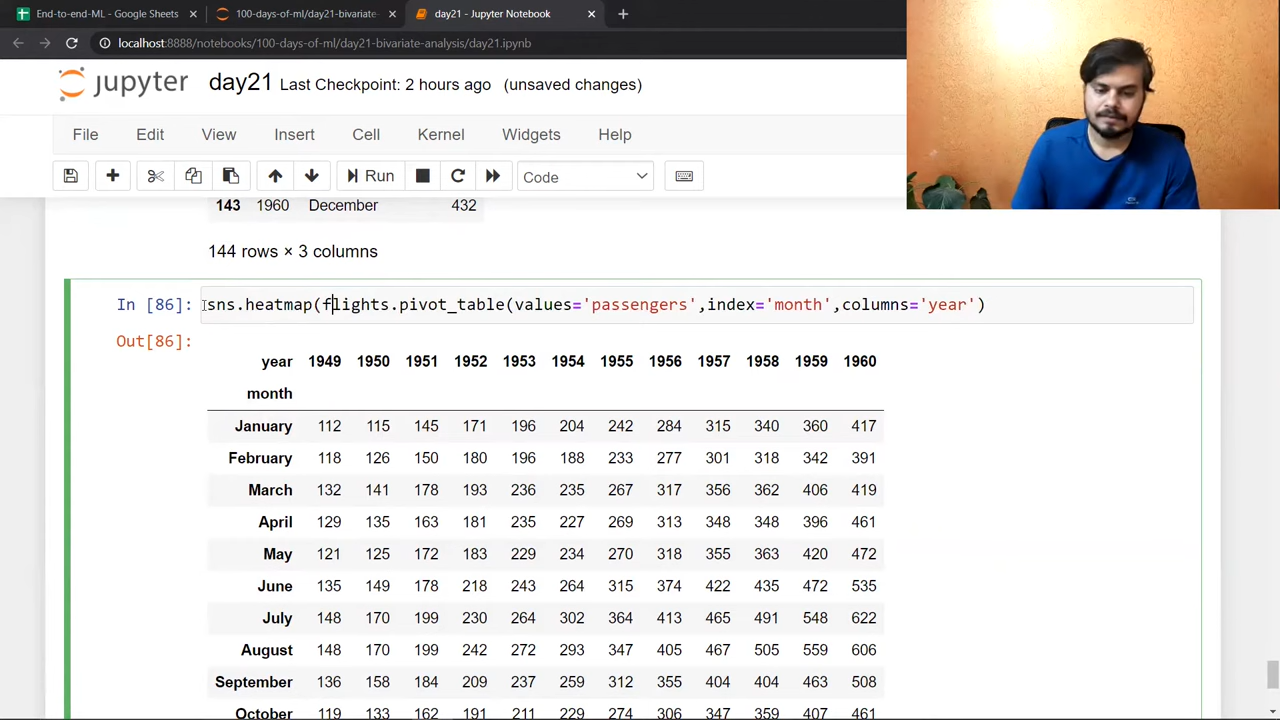 End-to-end-ML - Google Sheets
100-days-of-ml/day21-bivariate-
day21 - Jupyter Notebook
localhost:8888/notebooks/100-days-of-ml/day21-bivariate-analysis/day21.ipynb
jupyter day21 Last Checkpoint: 2 hours ago (unsaved changes)
File Edit View Insert Cell Kernel Widgets Help
Run Code
143 1960 December 432
144 rows × 3 columns
In [86]: sns.heatmap(flights.pivot_table(values='passengers',index='month',columns='year')
Out[86]:
year 1949 1950 1951 1952 1953 1954 1955 1956 1957 1958 1959 1960
month
January 112 115 145 171 196 204 242 284 315 340 360 417
February 118 126 150 180 196 188 233 277 301 318 342 391
March 132 141 178 193 236 235 267 317 356 362 406 419
April 129 135 163 181 235 227 269 313 348 348 396 461
May 121 125 172 183 229 234 270 318 355 363 420 472
June 135 149 178 218 243 264 315 374 422 435 472 535
July 148 170 199 230 264 302 364 413 465 491 548 622
August 148 170 199 242 272 293 347 405 467 505 559 606
September 136 158 184 209 237 259 312 355 404 404 463 508
October 119 133 162 191 211 229 274 306 347 359 407 461